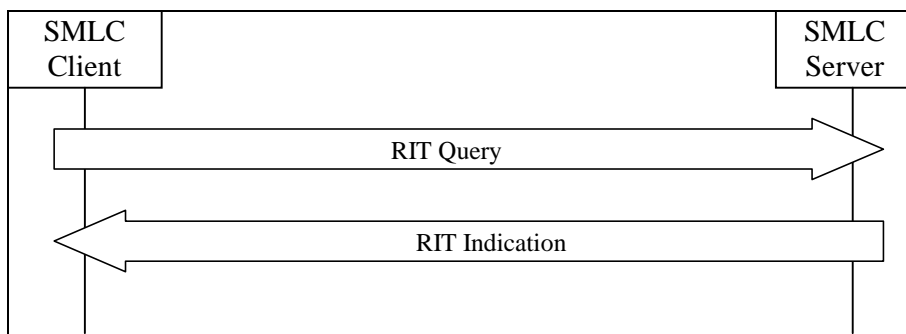 SMLC
Client
SMLC
Server
RIT Query
RIT Indication